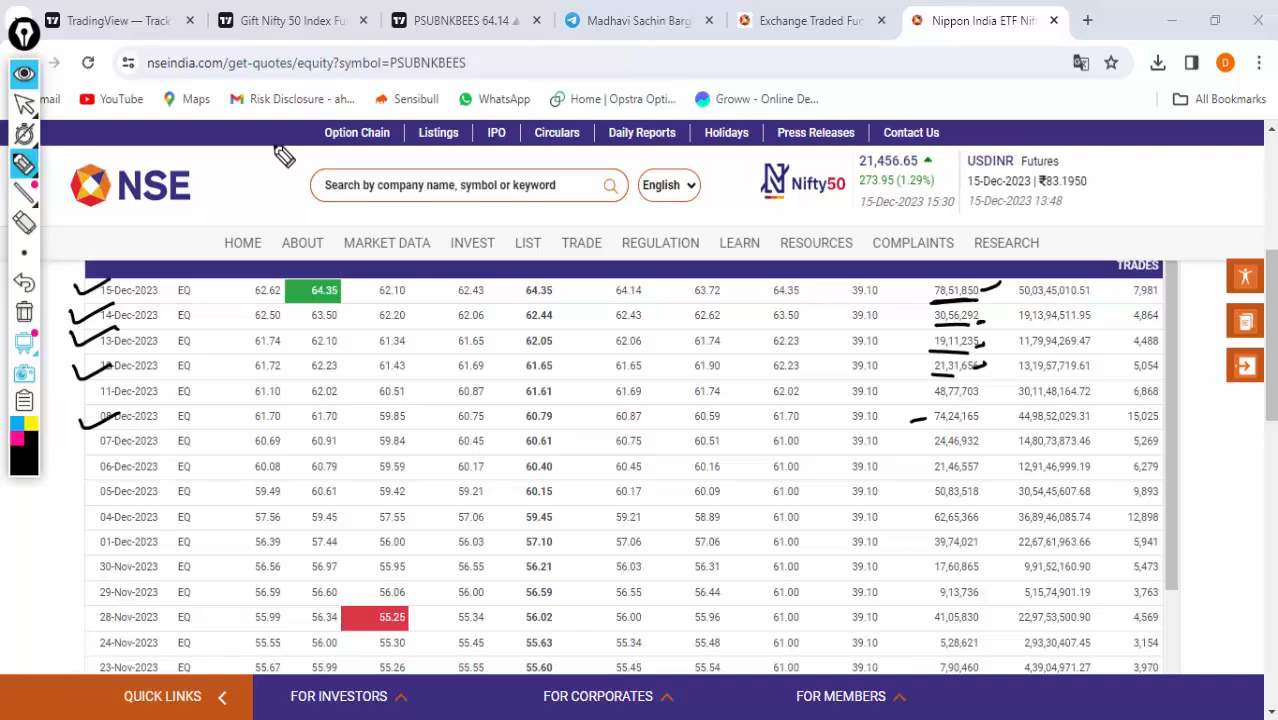 TradingView — Track
Gift Nifty 50 Index Fu
PSUBNKBEES 64.14
Madhavi Sachin Barg
Exchange Traded Fun
Nippon India ETF Nift
nseindia.com/get-quotes/equity?symbol=PSUBNKBEES
mail YouTube Maps Risk Disclosure - ah... Sensibull WhatsApp Home | Opstra Opti... Groww - Online De... All Bookmarks
Option Chain Listings IPO Circulars Daily Reports Holidays Press Releases Contact Us
NSE
Search by company name, symbol or keyword
English
Nifty50
21,456.65
273.95 (1.29%)
15-Dec-2023 15:30
USDINR Futures
15-Dec-2023 | ₹83.1950
15-Dec-2023 13:48
HOME ABOUT MARKET DATA INVEST LIST TRADE REGULATION LEARN RESOURCES COMPLAINTS RESEARCH
TRADES
15-Dec-2023 EQ 62.62 64.35 62.10 62.43 64.35 64.14 63.72 64.35 39.10 78,51,850 50,03,45,010.51 7,981
14-Dec-2023 EQ 62.50 63.50 62.20 62.06 62.44 62.43 62.62 63.50 39.10 30,56,292 19,13,94,511.95 4,864
13-Dec-2023 EQ 61.74 62.10 61.34 61.65 62.05 62.06 61.74 62.23 39.10 19,11,235 11,79,94,269.47 4,488
12-Dec-2023 EQ 61.72 62.23 61.43 61.69 61.65 61.65 61.90 62.23 39.10 21,31,656 13,19,57,719.61 5,054
11-Dec-2023 EQ 61.10 62.02 60.51 60.87 61.61 61.69 61.74 62.02 39.10 48,77,703 30,11,48,164.72 6,868
08-Dec-2023 EQ 61.70 61.70 59.85 60.75 60.79 60.87 60.59 61.70 39.10 74,24,165 44,98,52,029.31 15,025
07-Dec-2023 EQ 60.69 60.91 59.84 60.45 60.61 60.75 60.51 61.00 39.10 24,46,932 14,80,73,873.46 5,269
06-Dec-2023 EQ 60.08 60.79 59.59 60.17 60.40 60.45 60.16 61.00 39.10 21,46,557 12,91,46,999.19 6,279
05-Dec-2023 EQ 59.49 60.61 59.42 59.21 60.15 60.17 60.09 61.00 39.10 50,83,518 30,54,45,607.68 9,893
04-Dec-2023 EQ 57.56 59.45 57.55 57.06 59.45 59.21 58.89 61.00 39.10 62,65,366 36,89,46,085.74 12,898
01-Dec-2023 EQ 56.39 57.44 56.00 56.03 57.10 57.06 57.06 61.00 39.10 39,74,021 22,67,61,963.66 5,941
30-Nov-2023 EQ 56.56 56.97 55.95 56.55 56.21 56.03 56.31 61.00 39.10 17,60,865 9,91,52,160.90 5,473
29-Nov-2023 EQ 56.59 56.60 56.06 56.00 56.59 56.55 56.44 61.00 39.10 9,13,736 5,15,74,901.19 3,763
28-Nov-2023 EQ 55.99 56.34 55.25 55.34 56.02 56.00 55.96 61.00 39.10 41,05,830 22,97,53,500.90 4,569
24-Nov-2023 EQ 55.55 56.00 55.30 55.45 55.63 55.34 55.48 61.00 39.10 5,28,621 2,93,30,407.45 3,154
23-Nov-2023 EQ 55.67 55.99 55.26 55.55 55.60 55.45 55.54 61.00 39.10 7,90,460 4,39,04,971.27 3,970
QUICK LINKS FOR INVESTORS FOR CORPORATES FOR MEMBERS